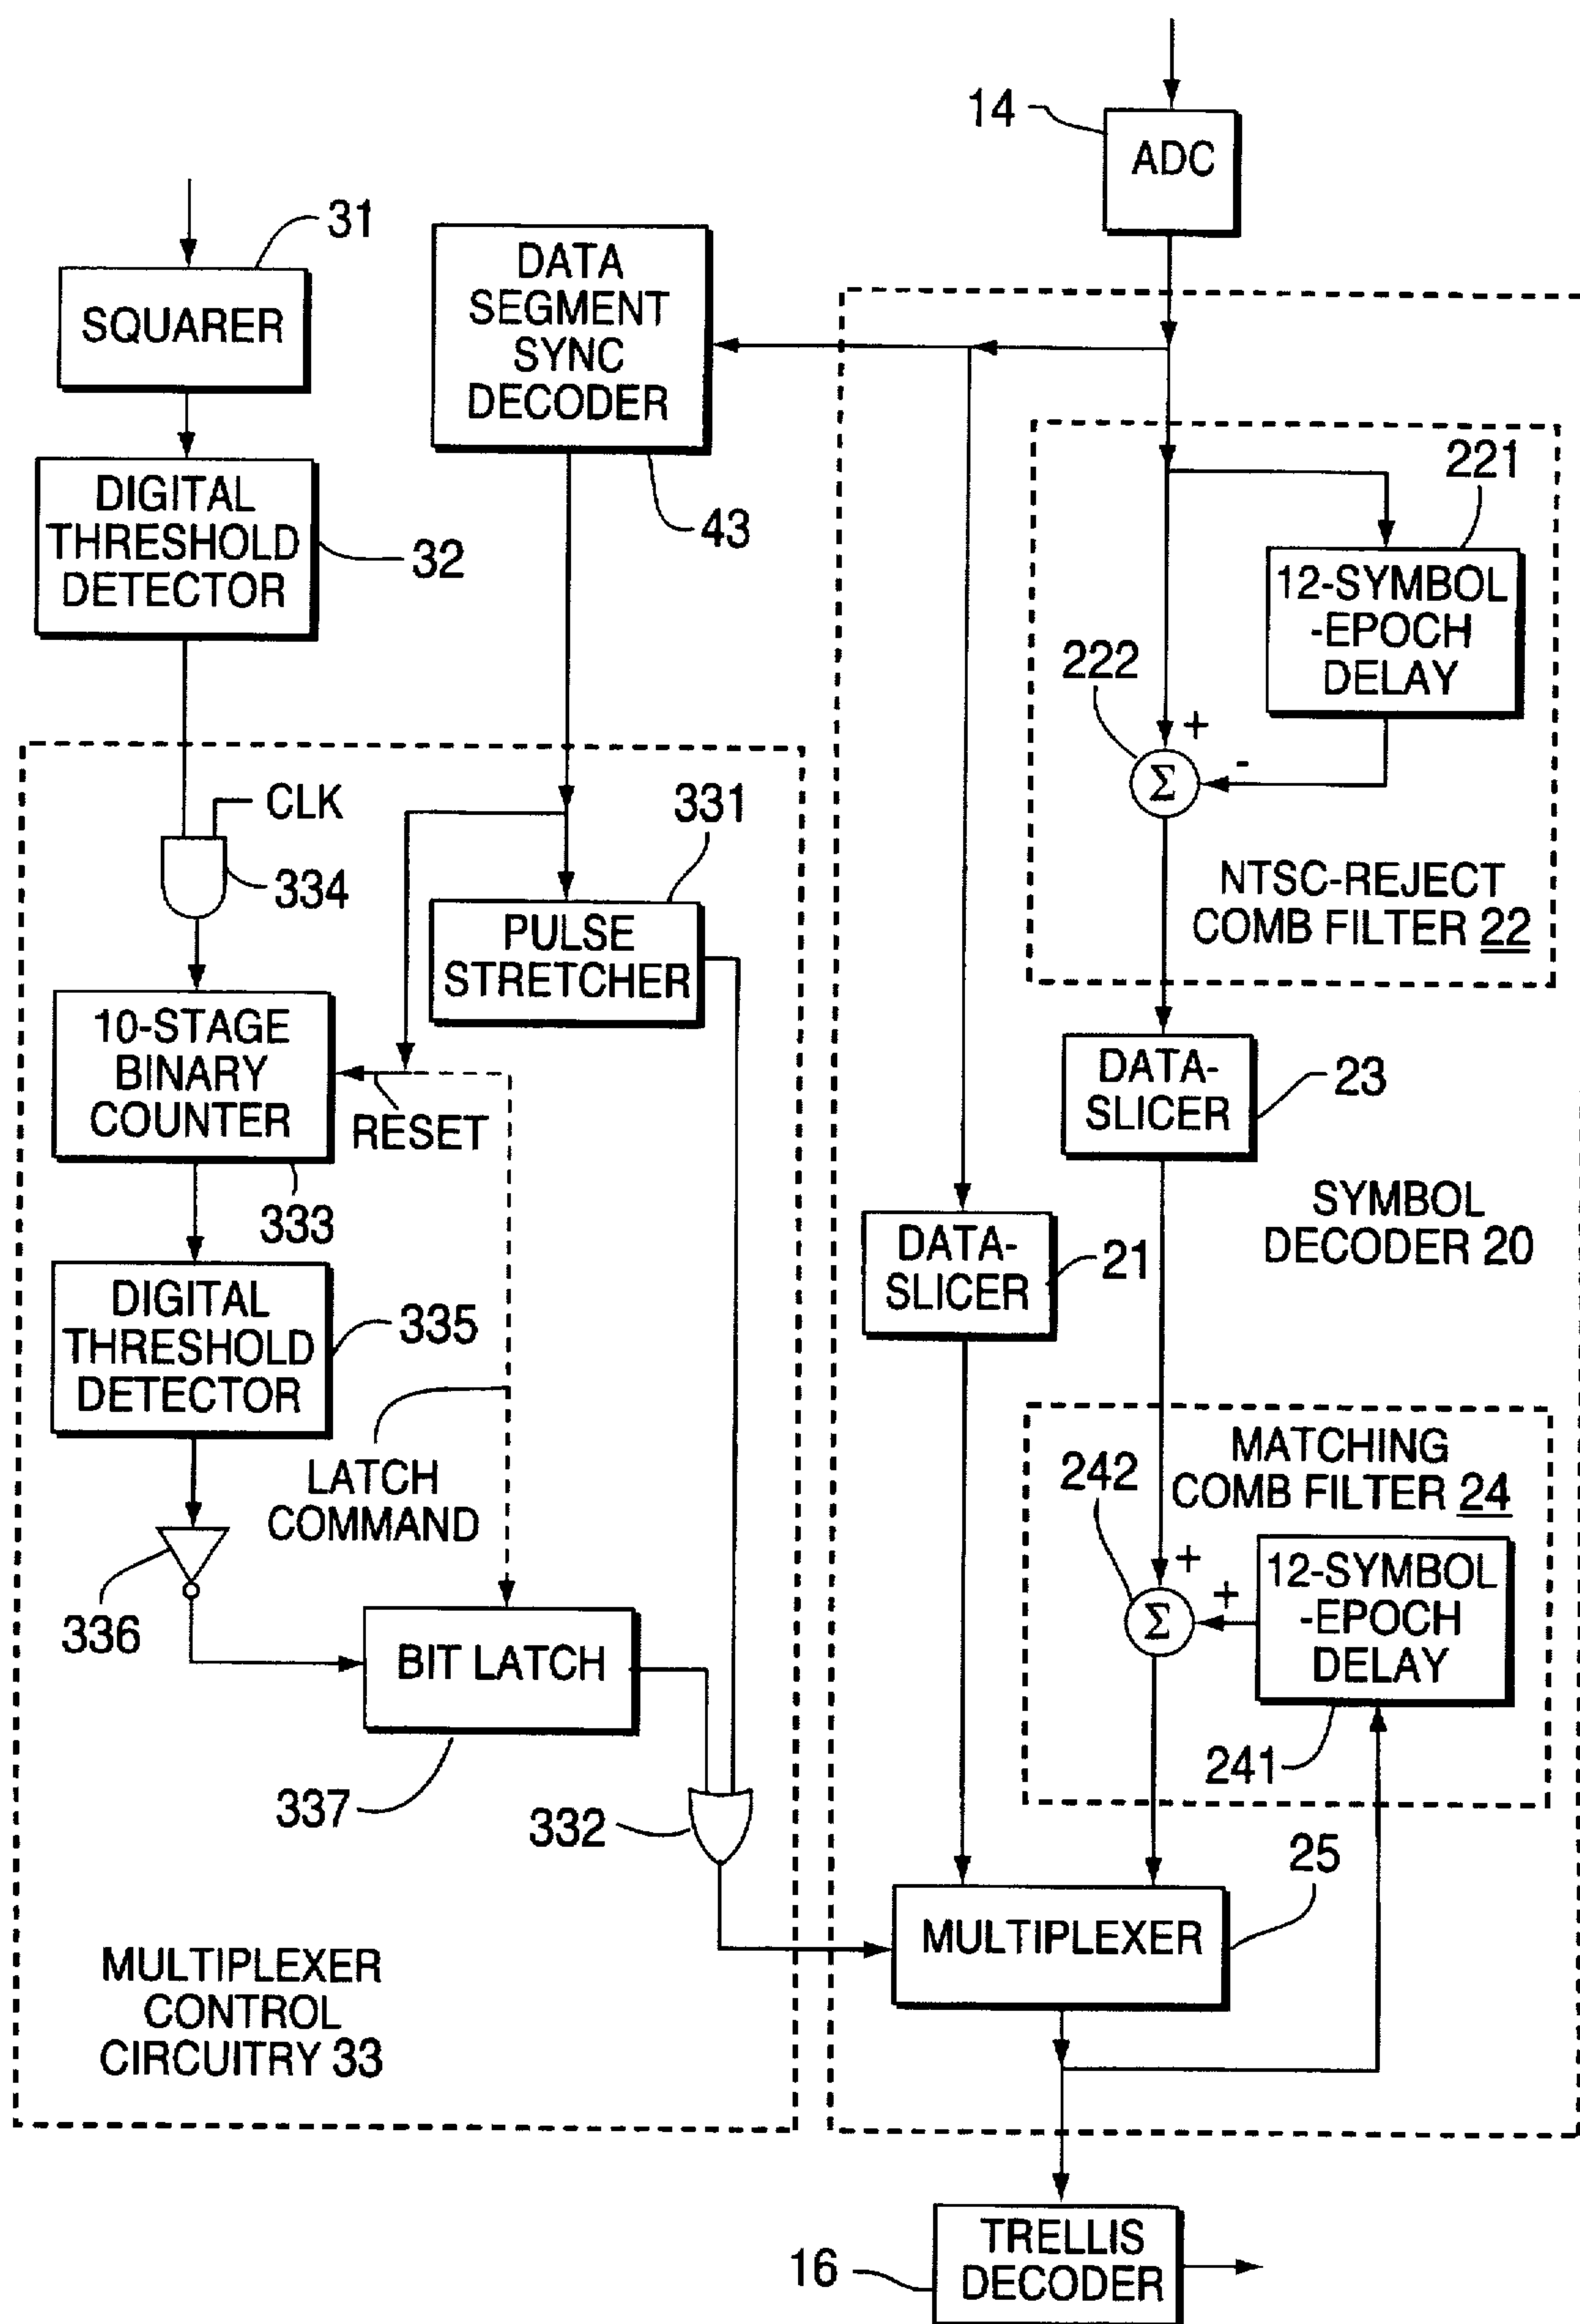 14
ADC
31
SQUARER
DATA
SEGMENT
SYNC
DECODER
43
DIGITAL
THRESHOLD
DETECTOR
32
221
12-SYMBOL
-EPOCH
DELAY
222
+
-
Σ
NTSC-REJECT
COMB FILTER 22
CLK
334
331
PULSE
STRETCHER
10-STAGE
BINARY
COUNTER
RESET
333
DATA-
SLICER
23
SYMBOL
DECODER 20
DATA-
SLICER
21
DIGITAL
THRESHOLD
DETECTOR
335
LATCH
COMMAND
336
BIT LATCH
337
332
MATCHING
COMB FILTER 24
242
+
+
Σ
12-SYMBOL
-EPOCH
DELAY
241
25
MULTIPLEXER
MULTIPLEXER
CONTROL
CIRCUITRY 33
16
TRELLIS
DECODER